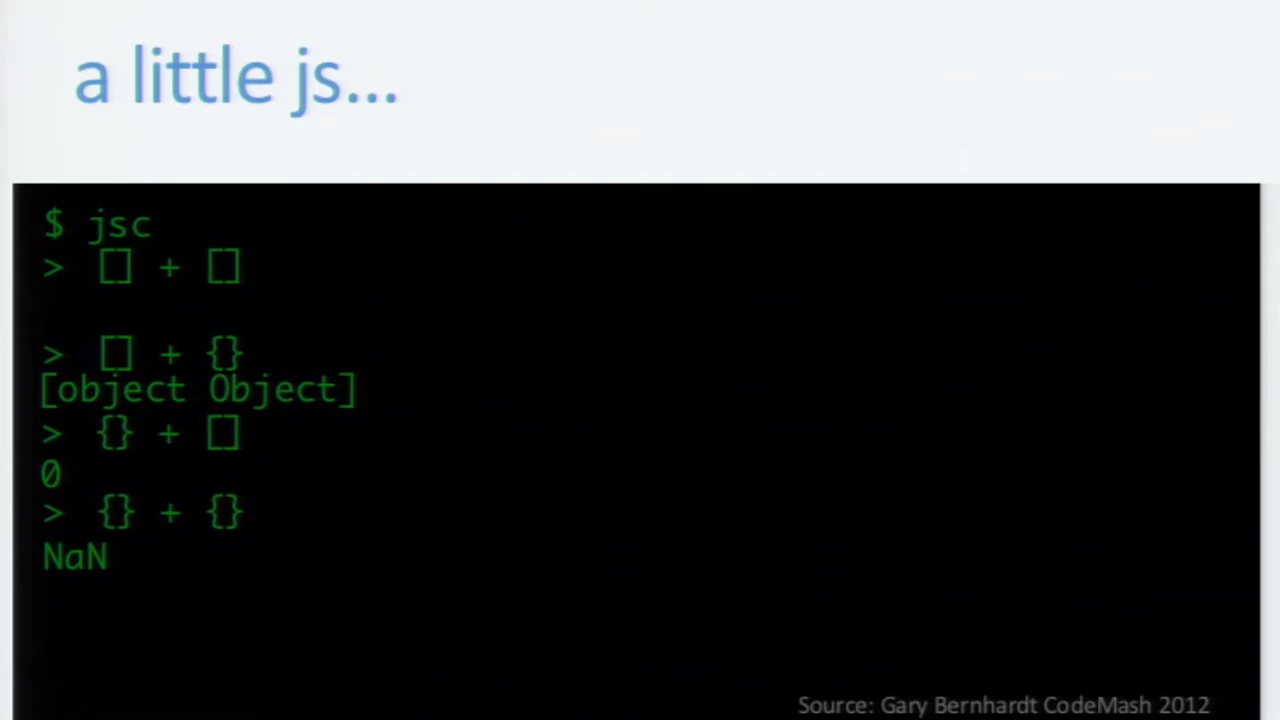 a little js...
$ jsc
> [] + []
> [] + {}
[object Object]
> {} + []
0
> {} + {}
NaN
Source: Gary Bernhardt CodeMash 2012